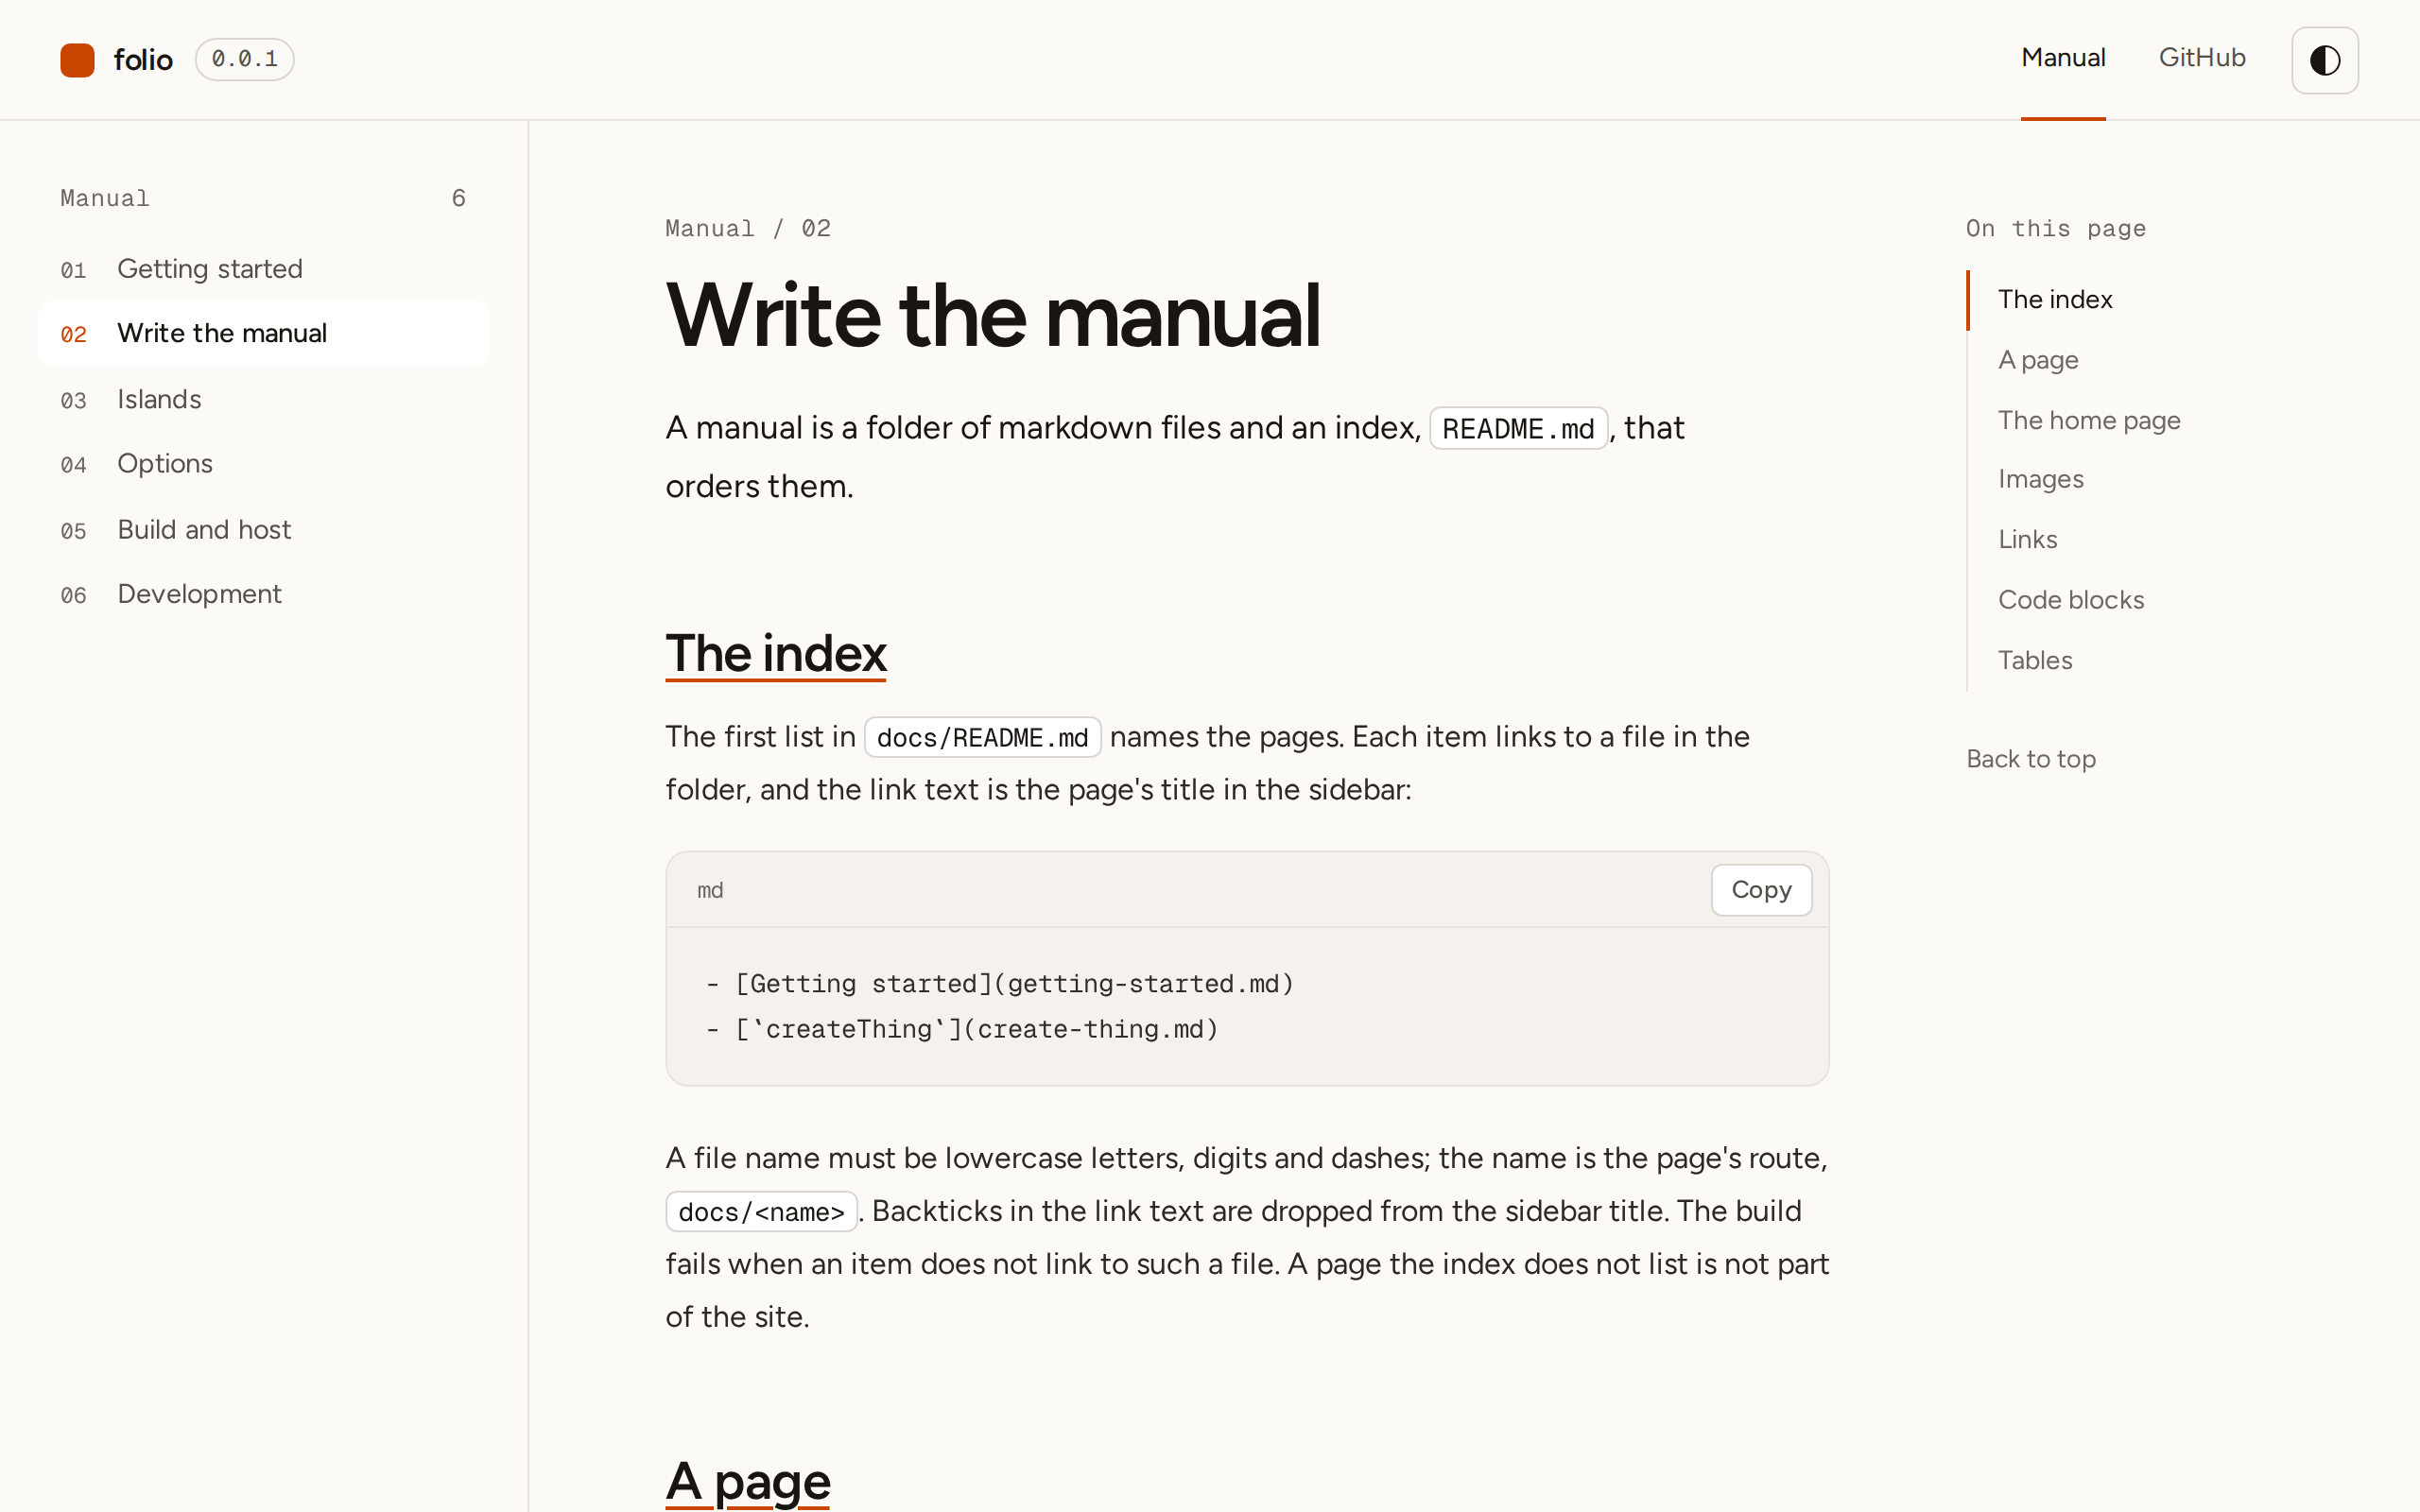 folio 0.0.1 Manual GitHub
Manual 6
01 Getting started
02 Write the manual
03 Islands
04 Options
05 Build and host
06 Development
Manual / 02
Write the manual
A manual is a folder of markdown files and an index, README.md, that
orders them.
The index
The first list in docs/README.md names the pages. Each item links to a file in the
folder, and the link text is the page's title in the sidebar:
md Copy
- [Getting started](getting-started.md)
- [`createThing`](create-thing.md)
A file name must be lowercase letters, digits and dashes; the name is the page's route,
docs/<name>. Backticks in the link text are dropped from the sidebar title. The build
fails when an item does not link to such a file. A page the index does not list is not part
of the site.
A page
On this page
The index
A page
The home page
Images
Links
Code blocks
Tables
Back to top